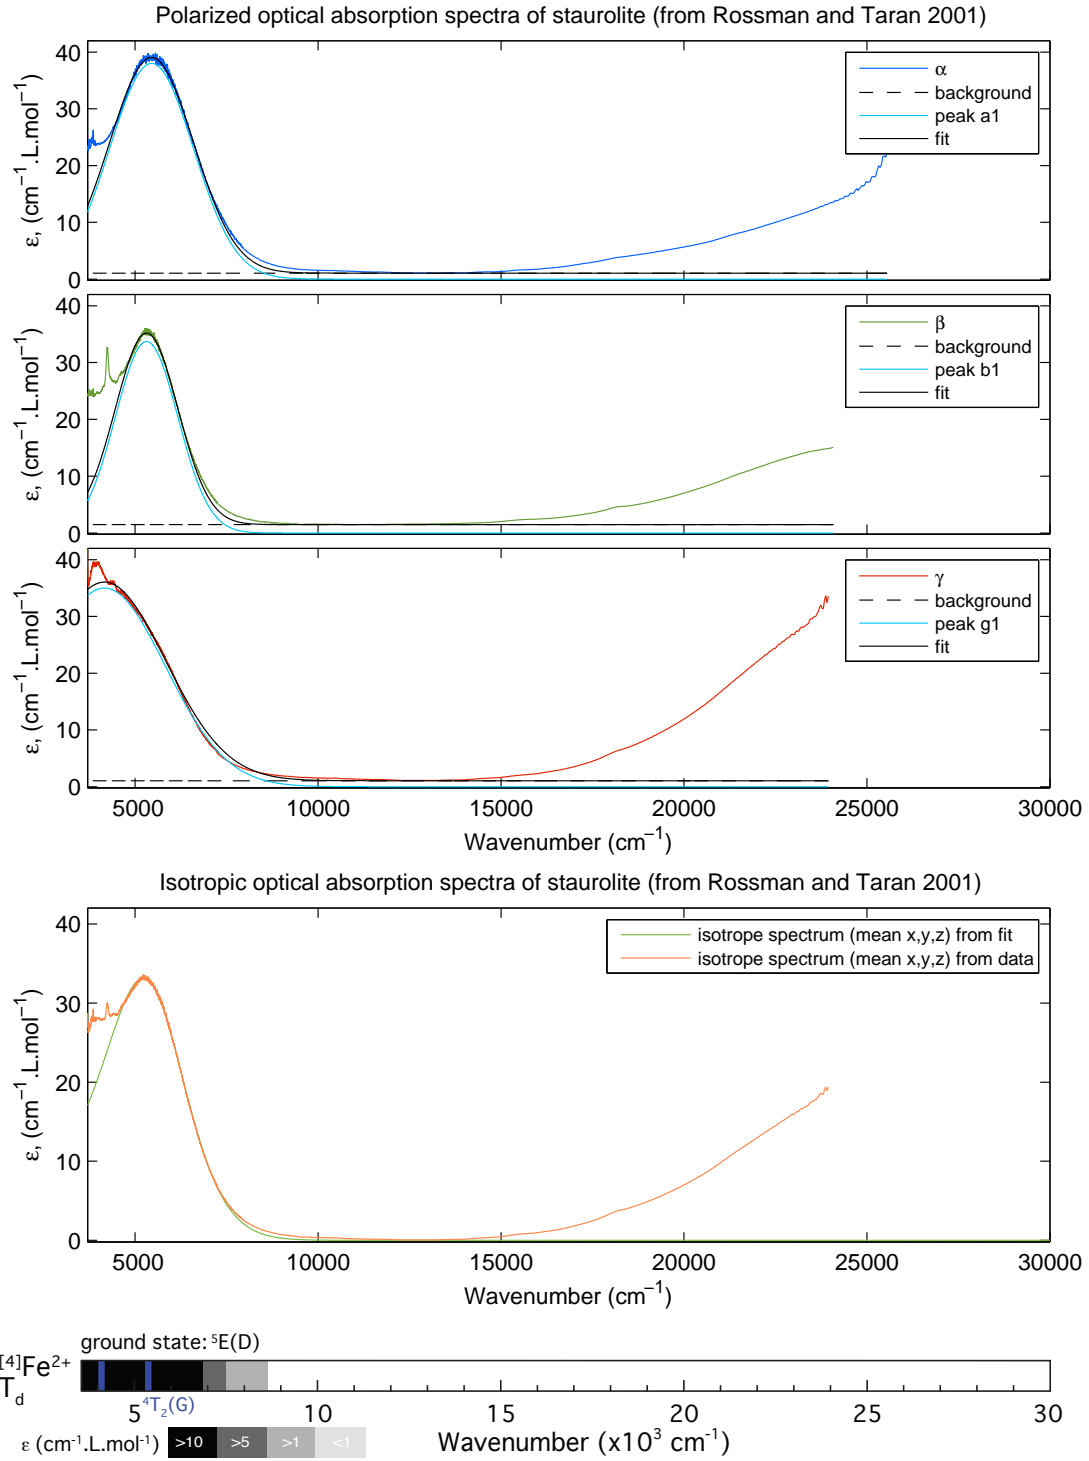 Polarized optical absorption spectra of staurolite (from Rossman and Taran 2001)
40
30
20
10
0
ε, (cm⁻¹.L.mol⁻¹)
α
background
peak a1
fit
40
30
20
10
0
ε, (cm⁻¹.L.mol⁻¹)
β
background
peak b1
fit
40
30
20
10
0
ε, (cm⁻¹.L.mol⁻¹)
γ
background
peak g1
fit
5000 10000 15000 20000 25000 30000
Wavenumber (cm⁻¹)
Isotropic optical absorption spectra of staurolite (from Rossman and Taran 2001)
40
30
20
10
0
ε, (cm⁻¹.L.mol⁻¹)
isotrope spectrum (mean x,y,z) from fit
isotrope spectrum (mean x,y,z) from data
5000 10000 15000 20000 25000 30000
Wavenumber (cm⁻¹)
ground state: ⁵E(D)
[4]Fe²⁺
T_d
5 10 15 20 25 30
⁴T₂(G)
Wavenumber (x10³ cm⁻¹)
ε (cm⁻¹.L.mol⁻¹) >10 >5 >1 <1